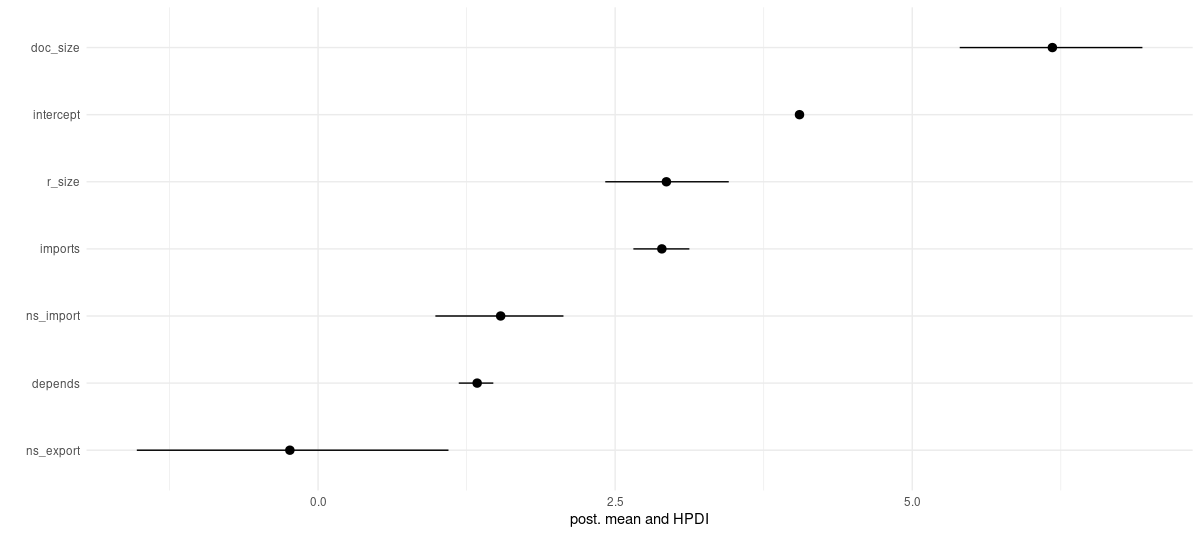 doc_size
intercept
r_size
imports
ns_import
depends
ns_export
0.0 2.5 5.0
post. mean and HPDI